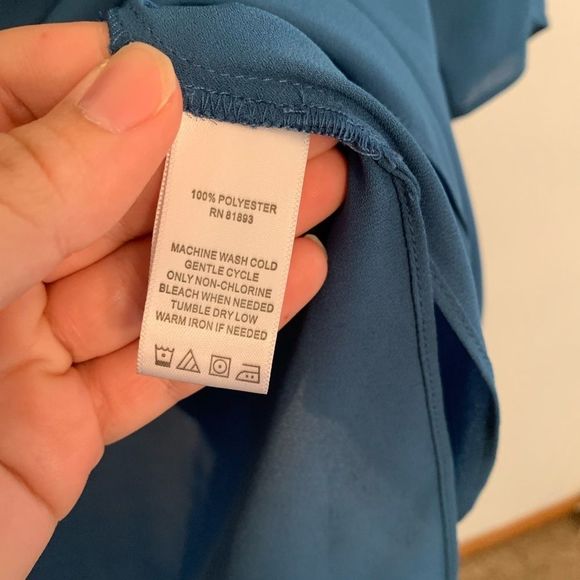 100% POLYESTER
RN 81893
MACHINE WASH COLD
GENTLE CYCLE
ONLY NON-CHLORINE
BLEACH WHEN NEEDED
TUMBLE DRY LOW
WARM IRON IF NEEDED